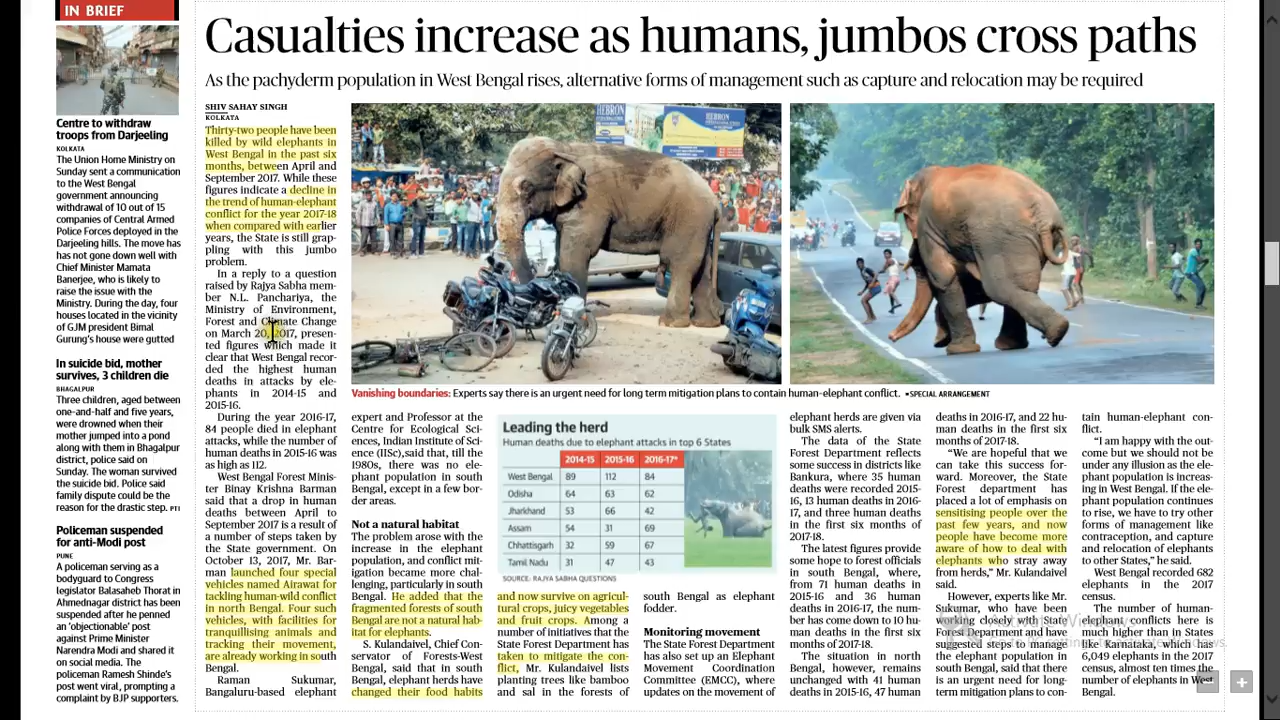 IN BRIEF
Centre to withdraw
troops from Darjeeling
KOLKATA
The Union Home Ministry on
Sunday sent a communication
to the West Bengal
government announcing
withdrawal of 10 out of 15
companies of Central Armed
Police Forces deployed in the
Darjeeling hills. The move has
has not gone down well with
Chief Minister Mamata
Banerjee, who is likely to
raise the issue with the
Ministry. During the day, four
houses located in the vicinity
of GJM president Bimal
Gurung's house were gutted
In suicide bid, mother
survives, 3 children die
BHAGALPUR
Three children, aged between
one-and-half and five years,
were drowned when their
mother jumped into a pond
along with them in Bhagalpur
district, police said on
Sunday. The woman survived
the suicide bid. Police said
family dispute could be the
reason for the drastic step. PTI
Policeman suspended
for anti-Modi post
PUNE
A policeman serving as a
bodyguard to Congress
legislator Balasaheb Thorat in
Ahmednagar district has been
suspended after he penned
an 'objectionable' post
against Prime Minister
Narendra Modi and shared it
on social media. The
policeman Ramesh Shinde's
post went viral, prompting a
complaint by BJP supporters.
Casualties increase as humans, jumbos cross paths
As the pachyderm population in West Bengal rises, alternative forms of management such as capture and relocation may be required
SHIV SAHAY SINGH
KOLKATA
Thirty-two people have been
killed by wild elephants in
West Bengal in the past six
months, between April and
September 2017. While these
figures indicate a decline in
the trend of human-elephant
conflict for the year 2017-18
when compared with earlier
years, the State is still grap-
pling with this jumbo
problem.
In a reply to a question
raised by Rajya Sabha mem-
ber N.L. Panchariya, the
Ministry of Environment,
Forest and Climate Change
on March 20, 2017, presen-
ted figures which made it
clear that West Bengal recor-
ded the highest human
deaths in attacks by ele-
phants in 2014-15 and
2015-16.
During the year 2016-17,
84 people died in elephant
attacks, while the number of
human deaths in 2015-16 was
as high as 112.
West Bengal Forest Minis-
ter Binay Krishna Barman
said that a drop in human
deaths between April to
September 2017 is a result of
a number of steps taken by
the State government. On
October 13, 2017, Mr. Bar-
man launched four special
vehicles named Airawat for
tackling human-wild conflict
in north Bengal. Four such
vehicles, with facilities for
tranquillising animals and
tracking their movement,
are already working in south
Bengal.
Raman Sukumar,
Bangaluru-based elephant
HEBRON
HEBRON
Vanishing boundaries: Experts say there is an urgent need for long term mitigation plans to contain human-elephant conflict. ▪SPECIAL ARRANGEMENT
expert and Professor at the
Centre for Ecological Sci-
ences, Indian Institute of Sci-
ence (IISc),said that, till the
1980s, there was no ele-
phant population in south
Bengal, except in a few bor-
der areas.
Not a natural habitat
The problem arose with the
increase in the elephant
population, and conflict mit-
igation became more chal-
lenging, particularly in south
Bengal. He added that the
fragmented forests of south
Bengal are not a natural hab-
itat for elephants.
S. Kulandaivel, Chief Con-
servator of Forests-West
Bengal, said that in south
Bengal, elephant herds have
changed their food habits
Leading the herd
Human deaths due to elephant attacks in top 6 States
2014-15 2015-16 2016-17*
West Bengal 89 112 84
Odisha 64 63 62
Jharkhand 53 66 42
Assam 54 31 69
Chhattisgarh 32 59 67
Tamil Nadu 31 47 43
SOURCE: RAJYA SABHA QUESTIONS
and now survive on agricul-
tural crops, juicy vegetables
and fruit crops. Among a
number of initiatives that the
State Forest Department has
taken to mitigate the con-
flict, Mr. Kulandaivel lists
planting trees like bamboo
and sal in the forests of
south Bengal as elephant
fodder.
Monitoring movement
The State Forest Department
has also set up an Elephant
Movement Coordination
Committee (EMCC), where
updates on the movement of
elephant herds are given via
bulk SMS alerts.
The data of the State
Forest Department reflects
some success in districts like
Bankura, where 35 human
deaths were recorded 2015-
16, 13 human deaths in 2016-
17, and three human deaths
in the first six months of
2017-18.
The latest figures provide
some hope to forest officials
in south Bengal, where,
from 71 human deaths in
2015-16 and 36 human
deaths in 2016-17, the num-
ber has come down to 10 hu-
man deaths in the first six
months of 2017-18.
The situation in north
Bengal, however, remains
unchanged with 41 human
deaths in 2015-16, 47 human
deaths in 2016-17, and 22 hu-
man deaths in the first six
months of 2017-18.
"We are hopeful that we
can take this success for-
ward. Moreover, the State
Forest department has
placed a lot of emphasis on
sensitising people over the
past few years, and now
people have become more
aware of how to deal with
elephants who stray away
from herds," Mr. Kulandaivel
said.
However, experts like Mr.
Sukumar, who have been
working closely with State
Forest Department and have
suggested steps to manage
the elephant population in
south Bengal, said that there
is an urgent need for long-
term mitigation plans to con-
tain human-elephant con-
flict.
"I am happy with the out-
come but we should not be
under any illusion as the ele-
phant population is increas-
ing in West Bengal. If the ele-
phant population continues
to rise, we have to try other
forms of management like
contraception, and capture
and relocation of elephants
to other States," he said.
West Bengal recorded 682
elephants in the 2017
census.
The number of human-
elephant conflicts here is
much higher than in States
like Karnataka, which has
6,049 elephants in the 2017
census, almost ten times the
number of elephants in West
Bengal.